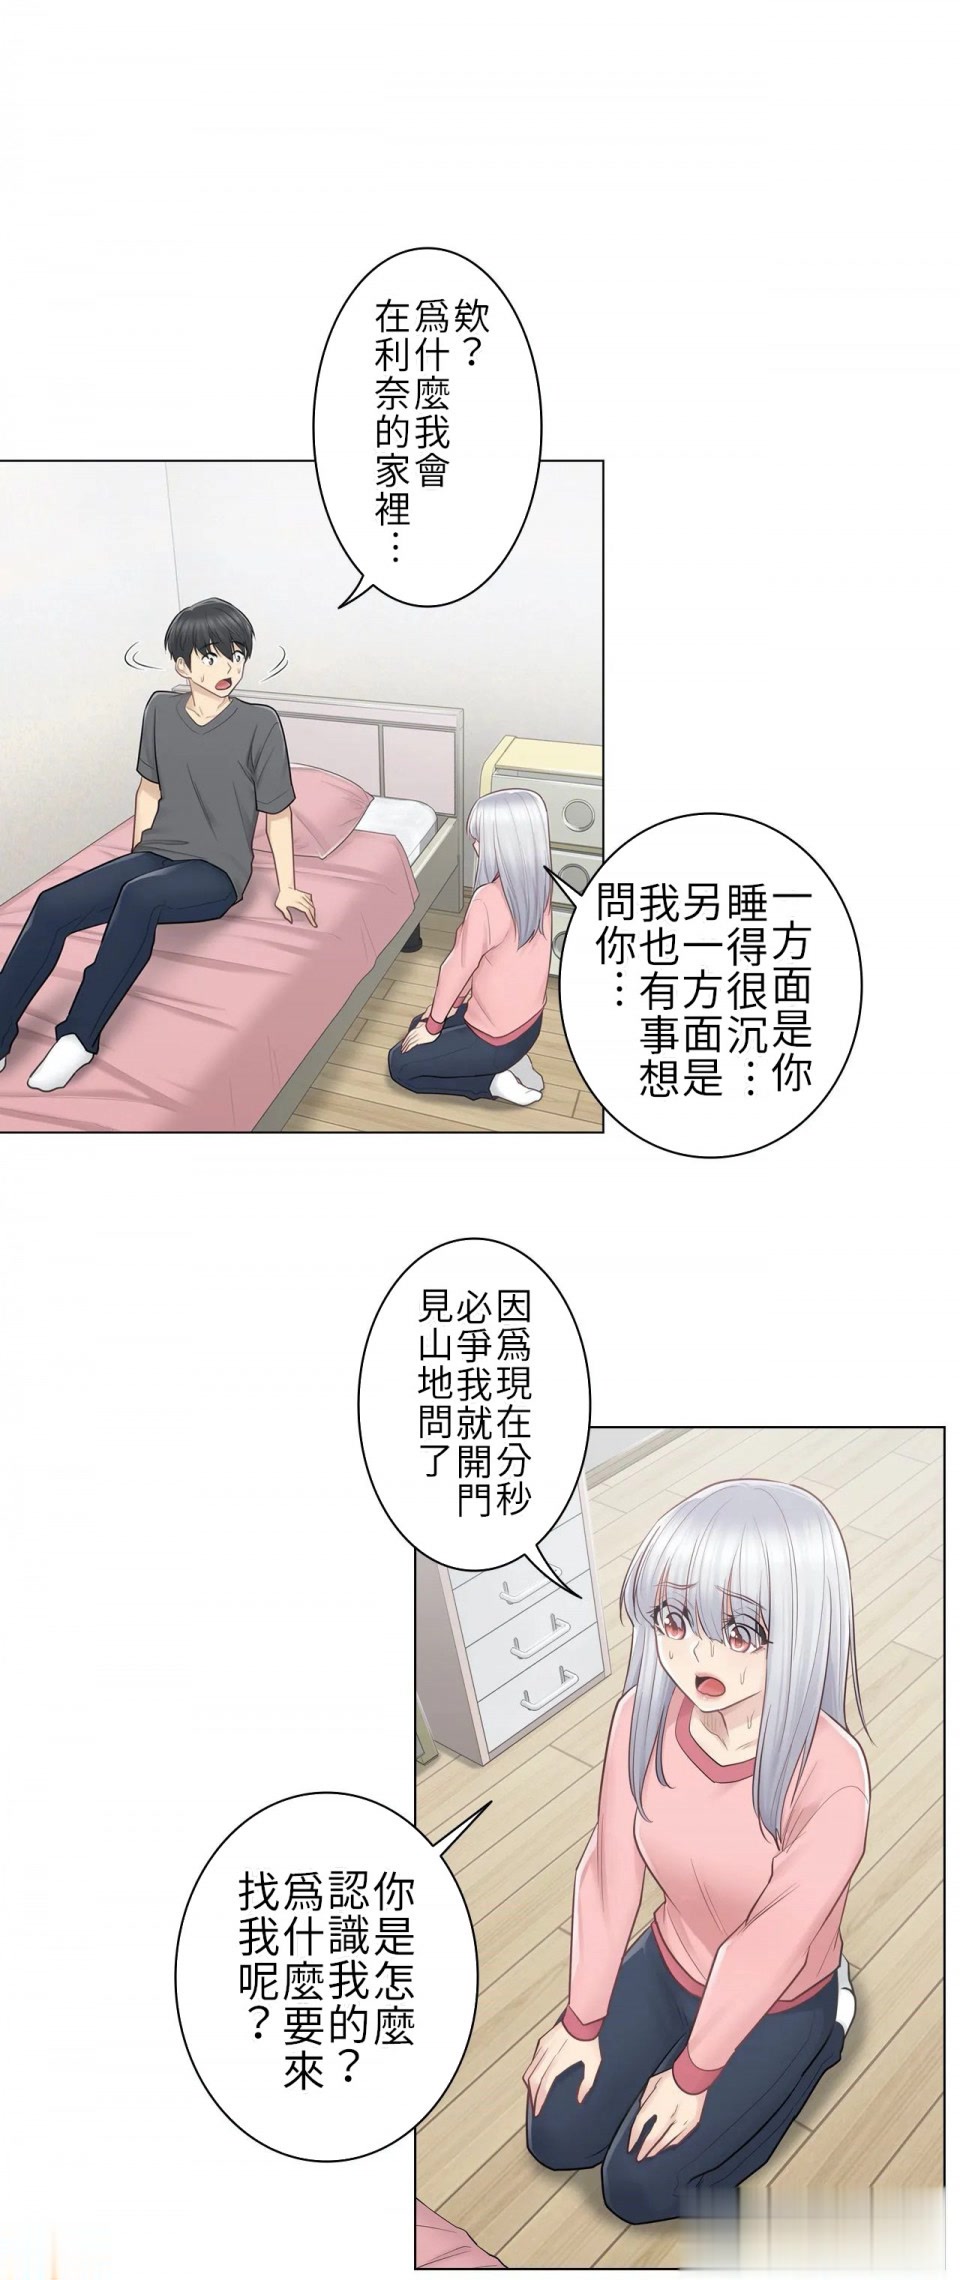 欸？
爲什麼我會
在利奈的家裡…
一方面是你
睡得很沉…
另一方面是
我也有事想
問你…
因爲現在分秒
必爭我就開門
見山地問了
你是怎麼
認識我的？
爲什麼要來
找我呢？